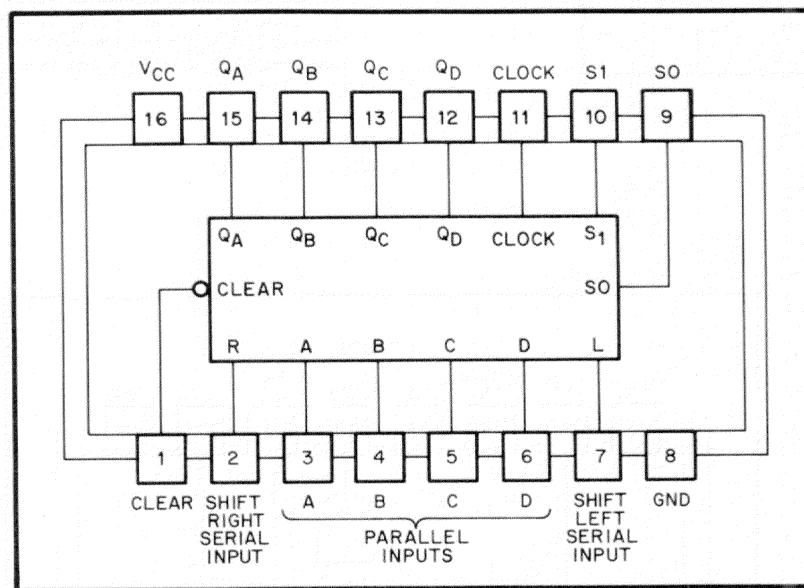 VCC QA QB QC QD CLOCK S1 SO
16 15 14 13 12 11 10 9
QA QB QC QD CLOCK S1
CLEAR SO
R A B C D L
1 2 3 4 5 6 7 8
CLEAR SHIFT RIGHT SERIAL INPUT A B C D SHIFT LEFT SERIAL INPUT GND
PARALLEL INPUTS